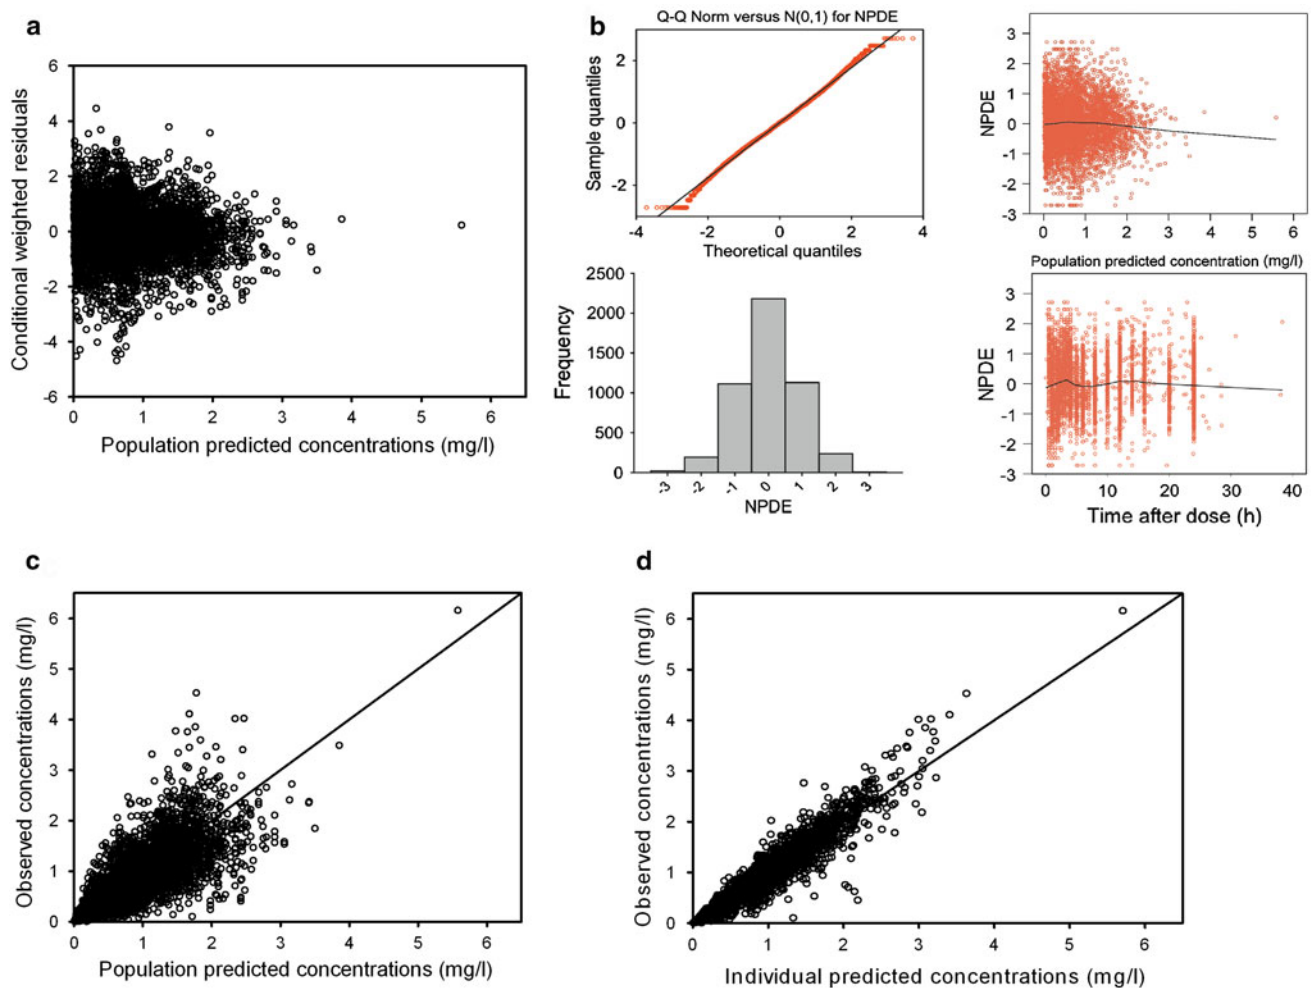 a
6
4
2
0
-2
-4
-6
0 1 2 3 4 5 6
Conditional weighted residuals
Population predicted concentrations (mg/l)
b
Q-Q Norm versus N(0,1) for NPDE
2
0
-2
-4 -2 0 2 4
Sample quantiles
Theoretical quantiles
3
2
1
0
-1
-2
-3
0 1 2 3 4 5 6
NPDE
Population predicted concentration (mg/l)
2500
2000
1500
1000
500
0
-3 -2 -1 0 1 2 3
Frequency
NPDE
3
2
1
0
-1
-2
-3
0 10 20 30 40
NPDE
Time after dose (h)
c
6
5
4
3
2
1
0
0 1 2 3 4 5 6
Observed concentrations (mg/l)
Population predicted concentrations (mg/l)
d
6
5
4
3
2
1
0
1 2 3 4 5 6
Observed concentrations (mg/l)
Individual predicted concentrations (mg/l)